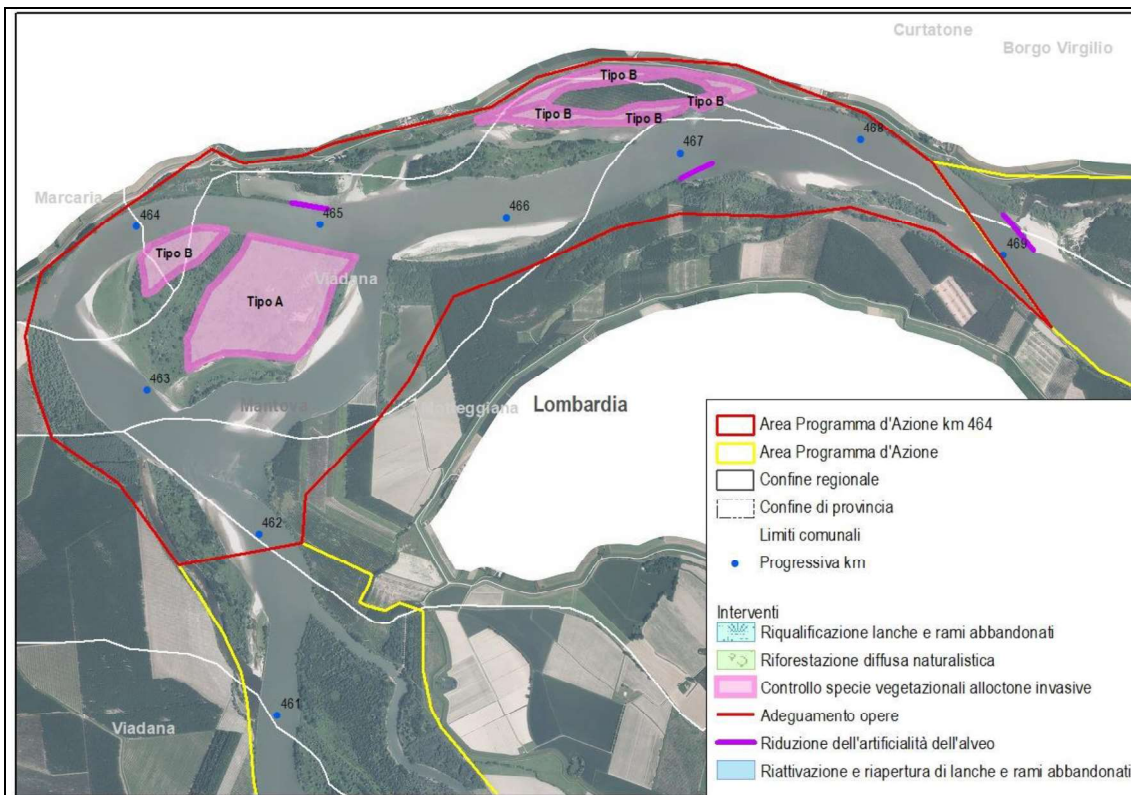 Curtatone
Borgo Virgilio
Tipo B
Tipo B
Tipo B
Tipo B
468
467
Marcaria
464
465
466
469
Tipo B
Tipo A
Viadana
463
Mantova
Lombardia
462
461
Viadana
Area Programma d'Azione km 464
Area Programma d'Azione
Confine regionale
Confine di provincia
Limiti comunali
Progressiva km
Interventi
Riqualificazione lanche e rami abbandonati
Riforestazione diffusa naturalistica
Controllo specie vegetazionali alloctone invasive
Adeguamento opere
Riduzione dell'artificialità dell'alveo
Riattivazione e riapertura di lanche e rami abbandonati